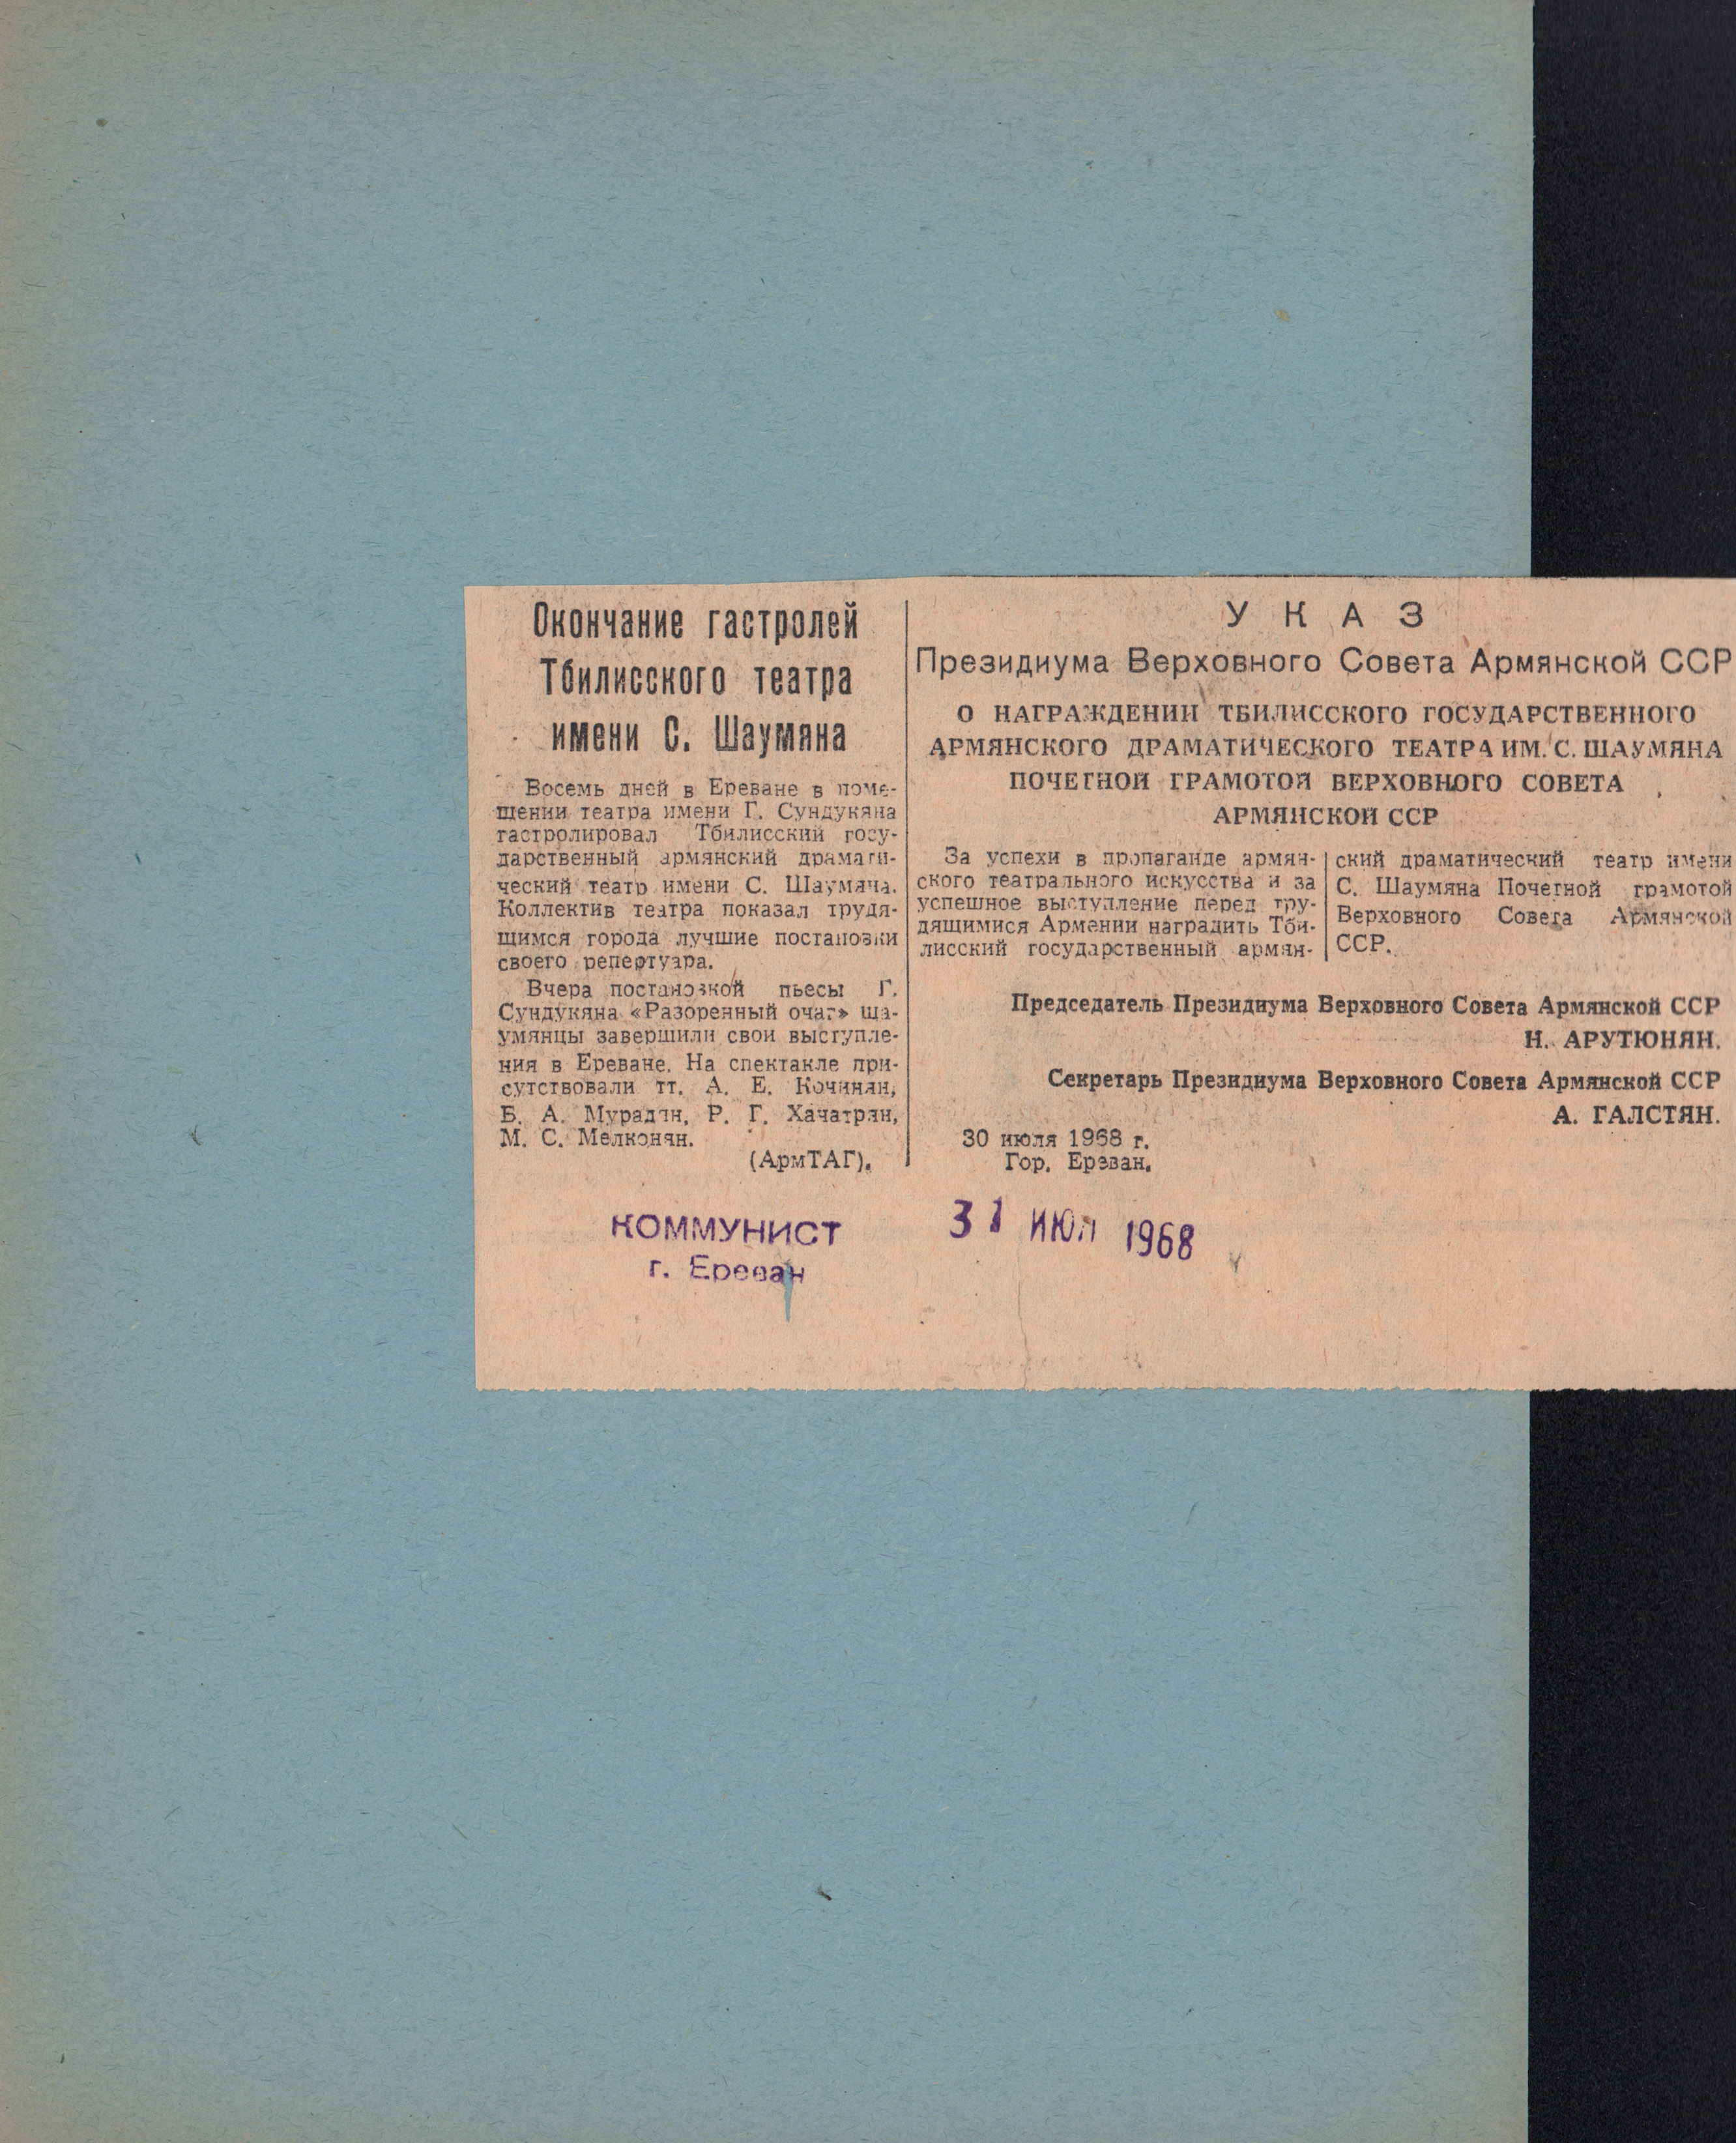 Окончание гастролей
Тбилисского театра
имени С. Шаумяна
Восемь дней в Ереване в поме-
щении театра имени Г. Сундукяна
гастролировал Тбилисский госу-
дарственный армянский драмати-
ческий театр имени С. Шаумяна.
Коллектив театра показал трудя-
щимся города лучшие постановки
своего репертуара.
Вчера постановкой пьесы Г.
Сундукяна «Разоренный очаг» ша-
умянцы завершили свои выступле-
ния в Ереване. На спектакле при-
сутствовали тт. А. Е. Кочинян,
Б. А. Мурадян, Р. Г. Хачатрян,
М. С. Мелконян.
(АрмТАГ).
УКАЗ
Президиума Верховного Совета Армянской ССР
О НАГРАЖДЕНИИ ТБИЛИССКОГО ГОСУДАРСТВЕННОГО
АРМЯНСКОГО ДРАМАТИЧЕСКОГО ТЕАТРА ИМ. С. ШАУМЯНА
ПОЧЕТНОЙ ГРАМОТОЙ ВЕРХОВНОГО СОВЕТА
АРМЯНСКОЙ ССР
За успехи в пропаганде армян-
ского театрального искусства и за
успешное выступление перед тру-
дящимися Армении наградить Тби-
лисский государственный армян-
ский драматический театр имени
С. Шаумяна Почетной грамотой
Верховного Совета Армянской
ССР.
Председатель Президиума Верховного Совета Армянской ССР
Н. АРУТЮНЯН.
Секретарь Президиума Верховного Совета Армянской ССР
А. ГАЛСТЯН.
30 июля 1968 г.
Гор. Ереван.
КОММУНИСТ
г. Ереван
31 ИЮЛ 1968